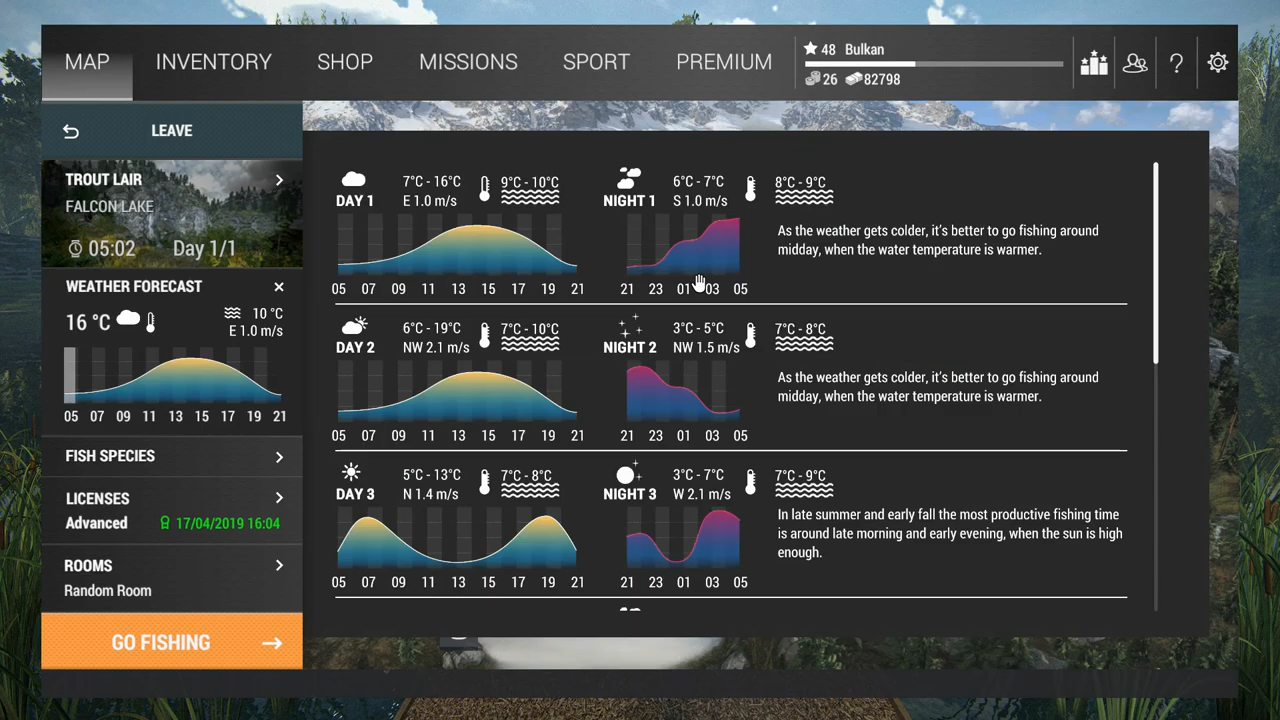 MAP
INVENTORY
SHOP
MISSIONS
SPORT
PREMIUM
48 Bulkan
26 82798
?
LEAVE
TROUT LAIR
FALCON LAKE
05:02 Day 1/1
WEATHER FORECAST
16 °C
10 °C
E 1.0 m/s
05 07 09 11 13 15 17 19 21
FISH SPECIES
LICENSES
Advanced 17/04/2019 16:04
ROOMS
Random Room
GO FISHING
DAY 1
7°C - 16°C
E 1.0 m/s
9°C - 10°C
05 07 09 11 13 15 17 19 21
NIGHT 1
6°C - 7°C
S 1.0 m/s
8°C - 9°C
21 23 01 03 05
As the weather gets colder, it's better to go fishing around
midday, when the water temperature is warmer.
DAY 2
6°C - 19°C
NW 2.1 m/s
7°C - 10°C
05 07 09 11 13 15 17 19 21
NIGHT 2
3°C - 5°C
NW 1.5 m/s
7°C - 8°C
21 23 01 03 05
As the weather gets colder, it's better to go fishing around
midday, when the water temperature is warmer.
DAY 3
5°C - 13°C
N 1.4 m/s
7°C - 8°C
05 07 09 11 13 15 17 19 21
NIGHT 3
3°C - 7°C
W 2.1 m/s
7°C - 9°C
21 23 01 03 05
In late summer and early fall the most productive fishing time
is around late morning and early evening, when the sun is high
enough.